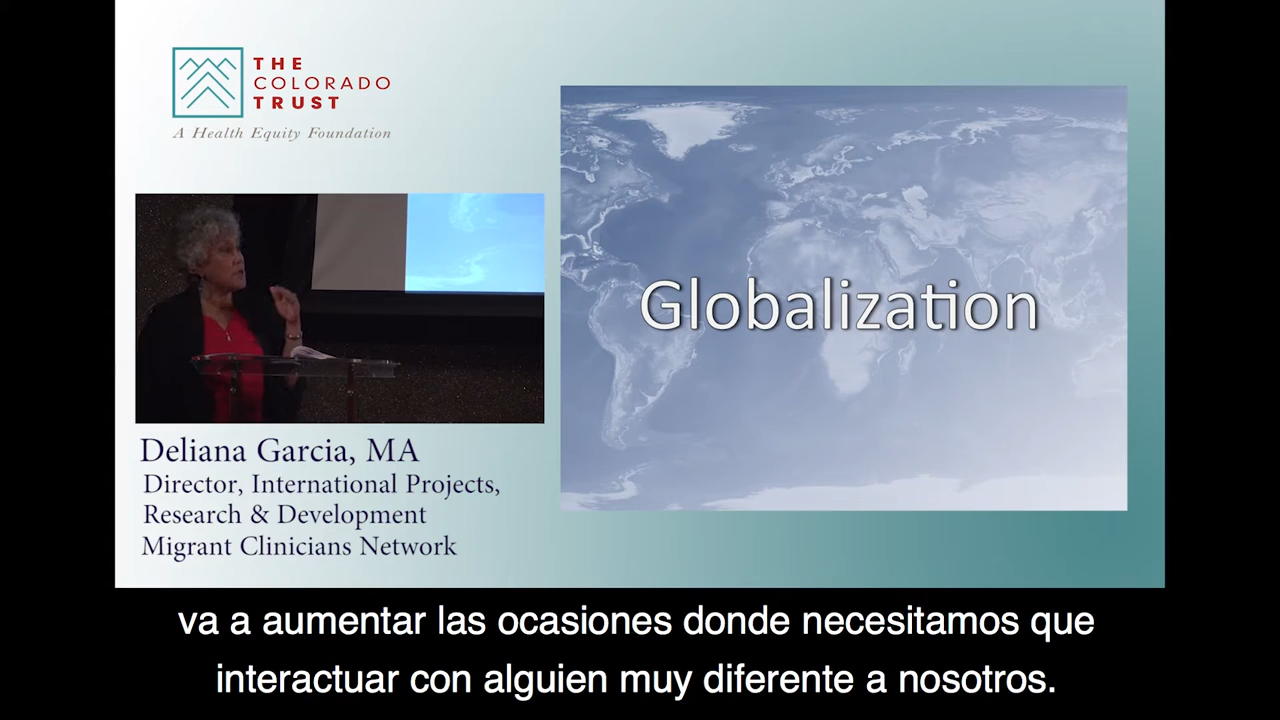 THE
COLORADO
TRUST
A Health Equity Foundation
Globalization
Deliana Garcia, MA
Director, International Projects,
Research & Development
Migrant Clinicians Network
va a aumentar las ocasiones donde necesitamos que
interactuar con alguien muy diferente a nosotros.